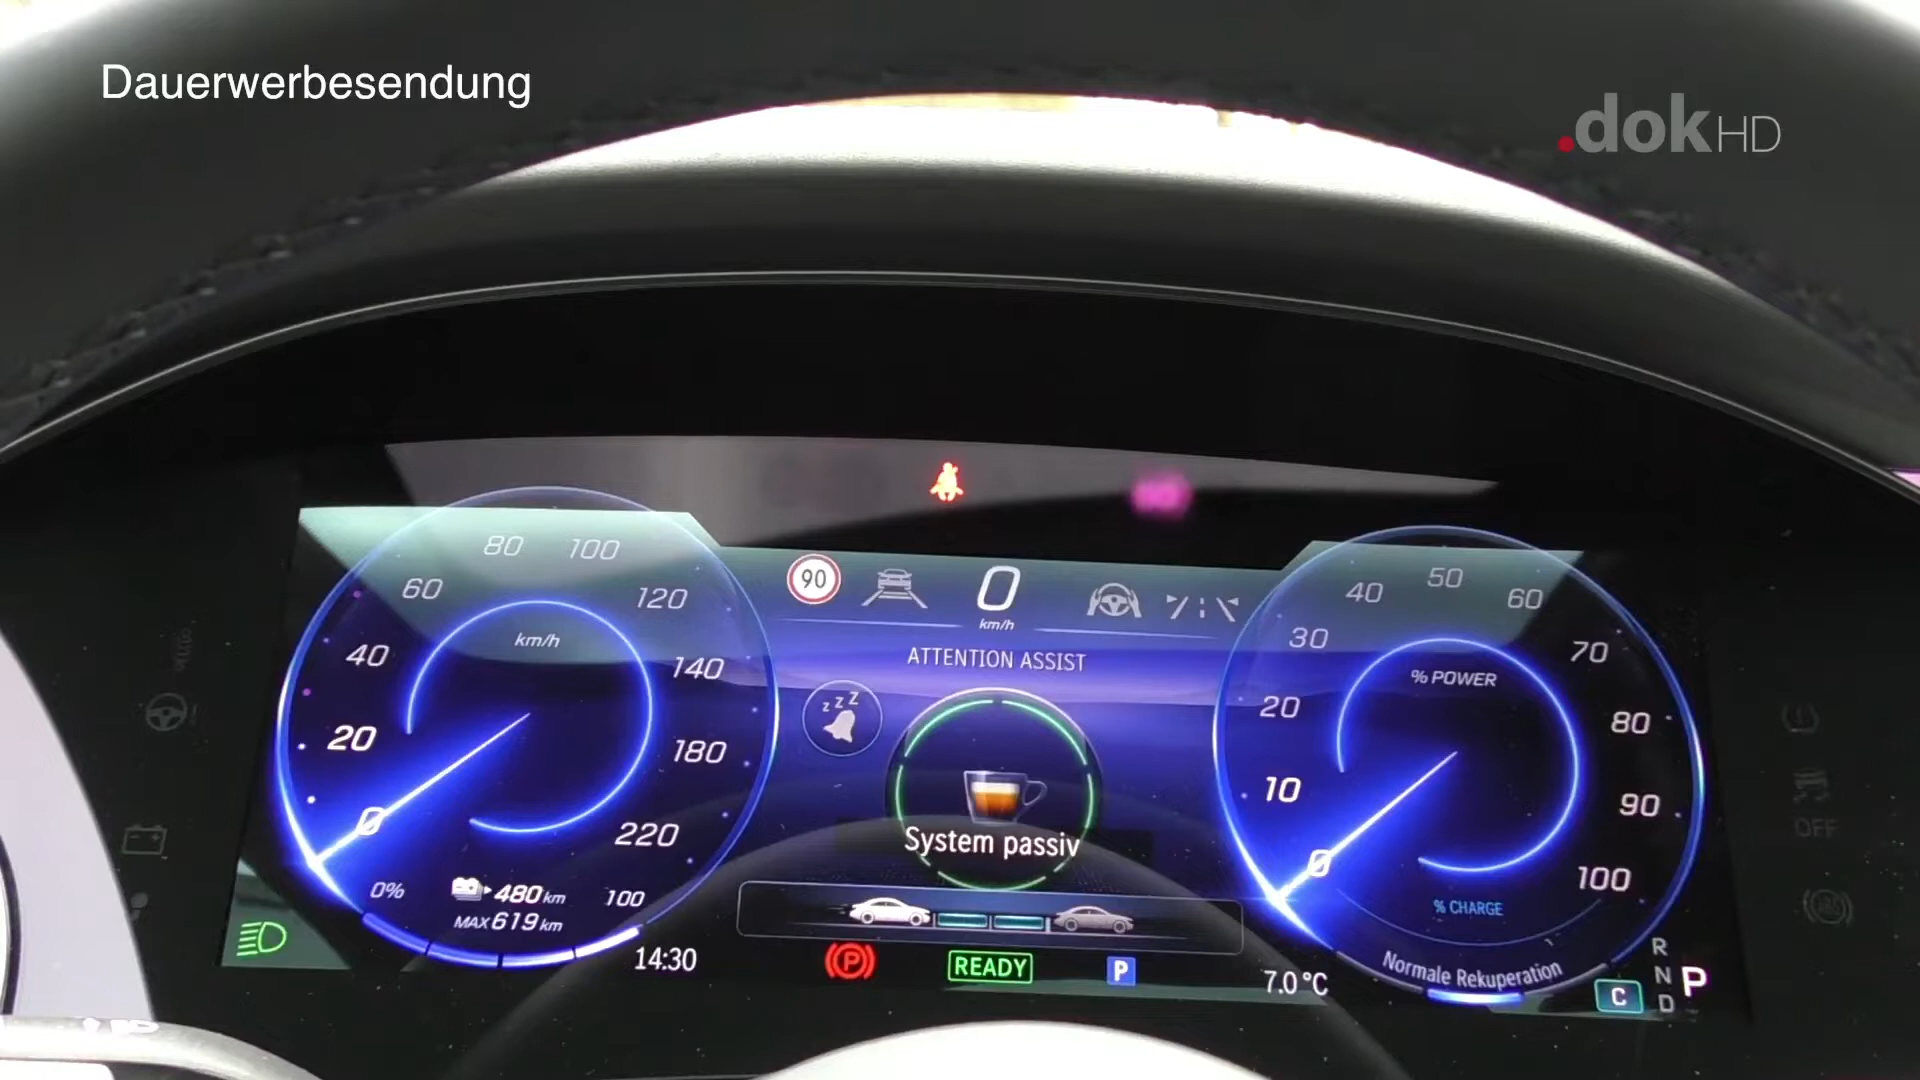 Dauerwerbesendung
.dok HD
80 100
60 120
km/h
40 140
20 180
0 220
0% 480 km 100
MAX 619 km
14:30
90
0
km/h
ATTENTION ASSIST
z z z
System passiv
P READY P
7.0 °C
40 50 60
30 70
% POWER
20 80
10 90
0 100
% CHARGE
Normale Rekuperation
C
R
N P
D
OFF